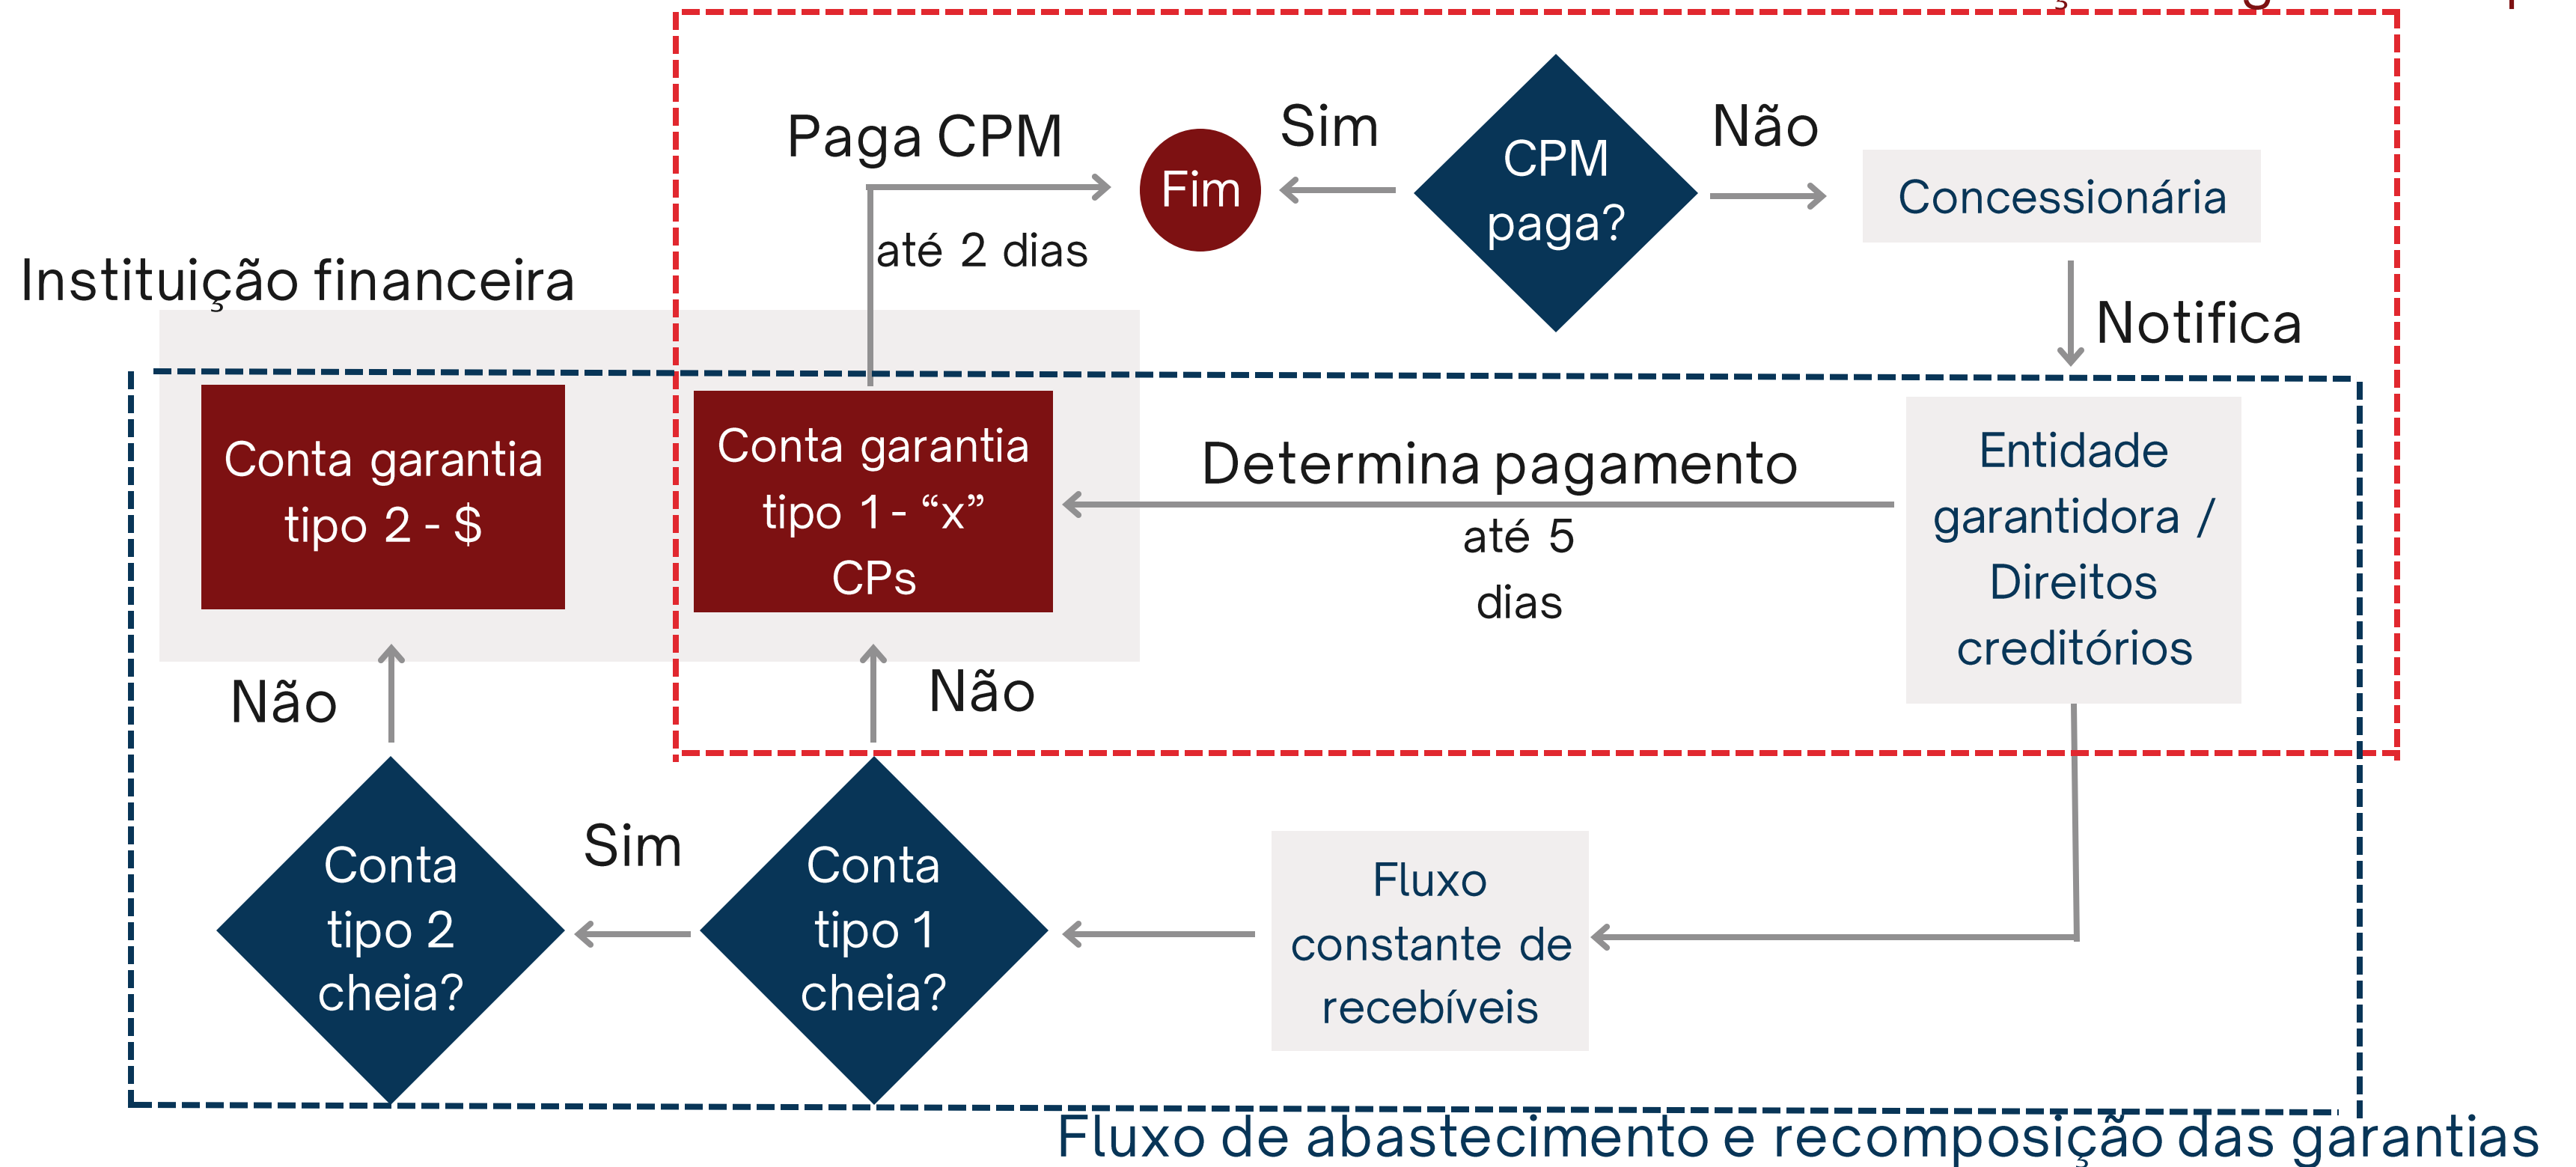 Paga CPM
até 2 dias
Fim
Sim
CPM
paga?
Não
Concessionária
Notifica
Instituição financeira
Conta garantia
tipo 2 - $
Conta garantia
tipo 1 - “x”
CPs
Determina pagamento
até 5
dias
Entidade
garantidora /
Direitos
creditórios
Não
Não
Conta
tipo 2
cheia?
Sim
Conta
tipo 1
cheia?
Fluxo
constante de
recebíveis
Fluxo de abastecimento e recomposição das garantias